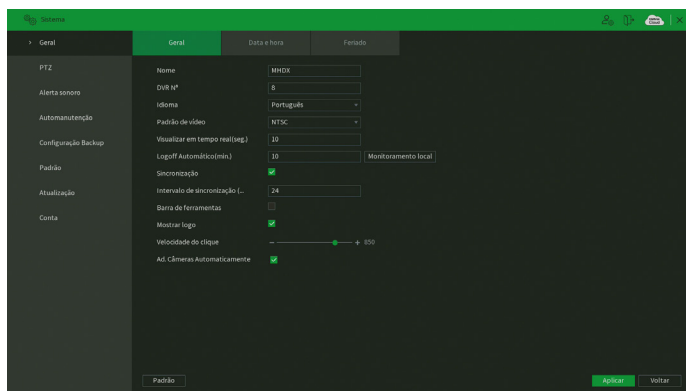 Sistema
Geral
PTZ
Alerta sonoro
Automanutenção
Configuração Backup
Padrão
Atualização
Conta
Geral Data e hora Feriado
Nome MHDX
DVR Nº 8
Idioma Português
Padrão de vídeo NTSC
Visualizar em tempo real(seg.) 10
Logoff Automático(min.) 10 Monitoramento local
Sincronização
Intervalo de sincronização (... 24
Barra de ferramentas
Mostrar logo
Velocidade do clique - + 850
Ad. Câmeras Automaticamente
Padrão Aplicar Voltar